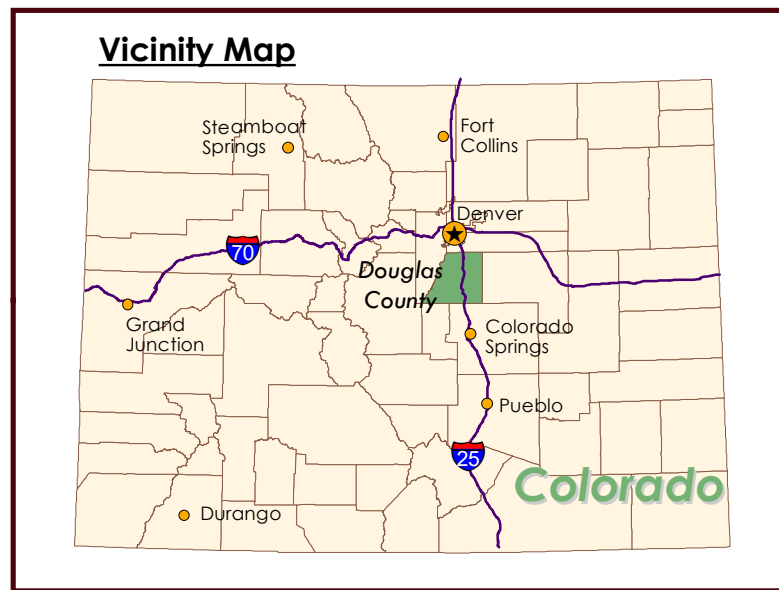 Vicinity Map
Steamboat
Springs
Fort
Collins
Denver
70
Douglas
County
Grand
Junction
Colorado
Springs
Pueblo
25
Colorado
Durango